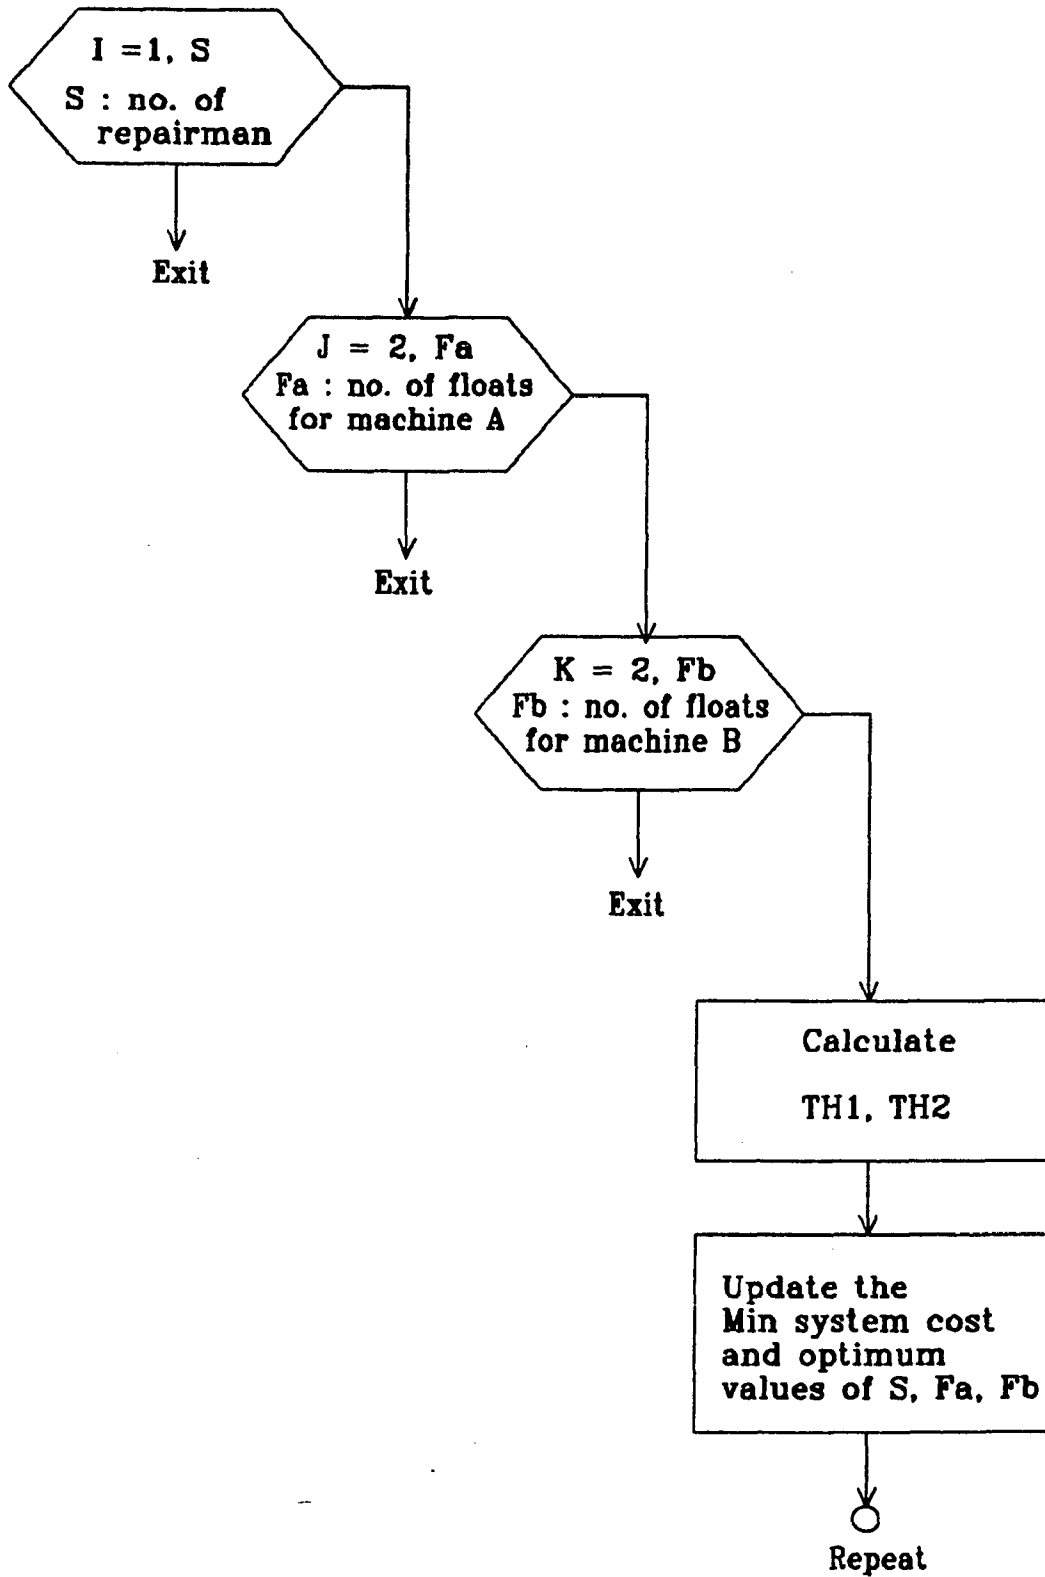 I =1, S
S : no. of
repairman
Exit
J = 2, Fa
Fa : no. of floats
for machine A
Exit
K = 2, Fb
Fb : no. of floats
for machine B
Exit
Calculate
TH1, TH2
Update the
Min system cost
and optimum
values of S, Fa, Fb
Repeat